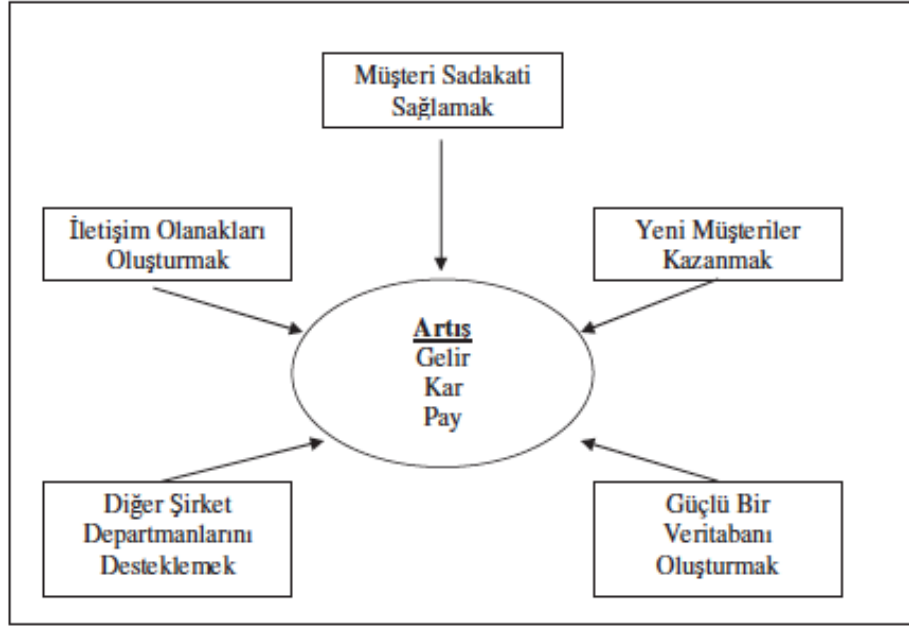 Müşteri Sadakati
Sağlamak
İletişim Olanakları
Oluşturmak
Yeni Müşteriler
Kazanmak
Artış
Gelir
Kar
Pay
Diğer Şirket
Departmanlarını
Desteklemek
Güçlü Bir
Veritabanı
Oluşturmak